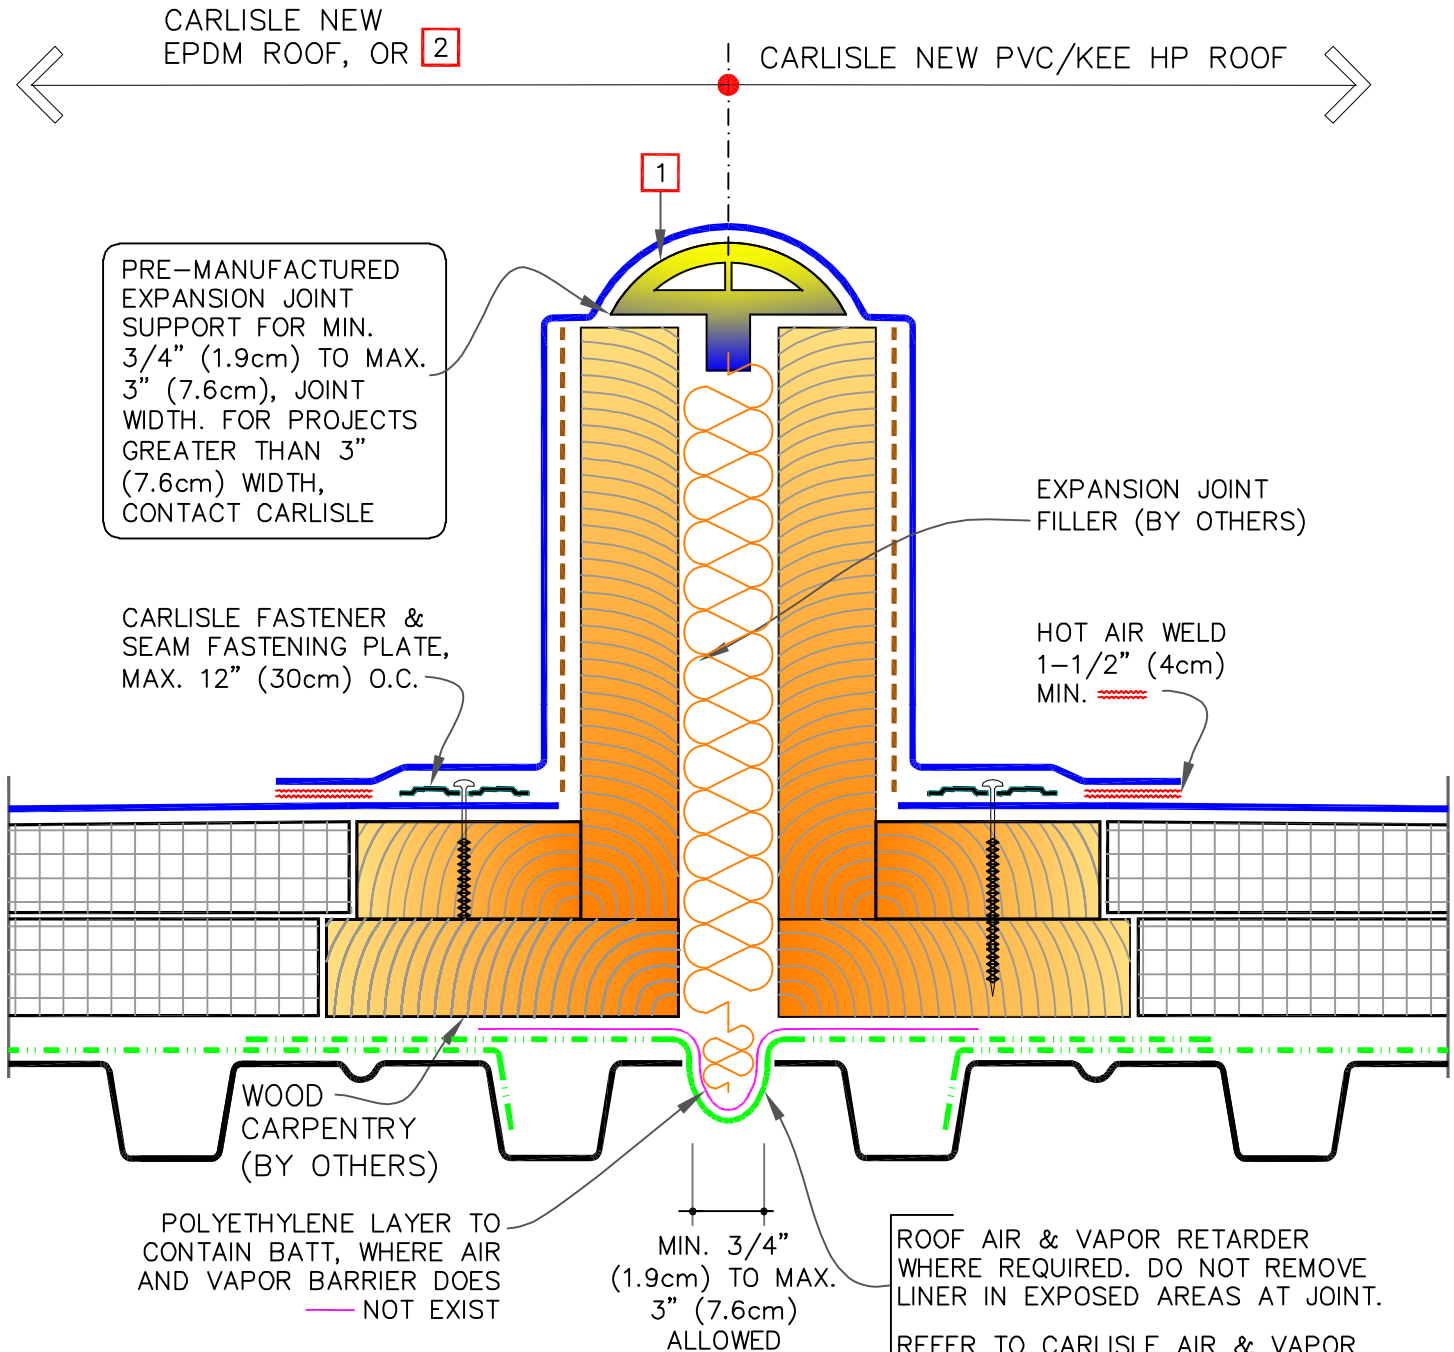 CARLISLE NEW
EPDM ROOF, OR 2
CARLISLE NEW PVC/KEE HP ROOF
1
PRE-MANUFACTURED
EXPANSION JOINT
SUPPORT FOR MIN.
3/4" (1.9cm) TO MAX.
3" (7.6cm), JOINT
WIDTH. FOR PROJECTS
GREATER THAN 3"
(7.6cm) WIDTH,
CONTACT CARLISLE
EXPANSION JOINT
FILLER (BY OTHERS)
CARLISLE FASTENER &
SEAM FASTENING PLATE,
MAX. 12" (30cm) O.C.
HOT AIR WELD
1-1/2" (4cm)
MIN.
WOOD
CARPENTRY
(BY OTHERS)
POLYETHYLENE LAYER TO
CONTAIN BATT, WHERE AIR
AND VAPOR BARRIER DOES
NOT EXIST
MIN. 3/4"
(1.9cm) TO MAX.
3" (7.6cm)
ALLOWED
ROOF AIR & VAPOR RETARDER
WHERE REQUIRED. DO NOT REMOVE
LINER IN EXPOSED AREAS AT JOINT.
REFER TO CARLISLE AIR & VAPOR